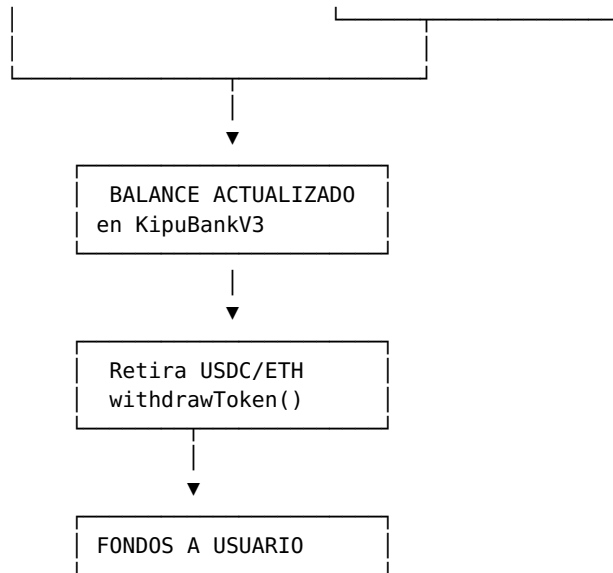 BALANCE ACTUALIZADO
en KipuBankV3
Retira USDC/ETH
withdrawToken()
FONDOS A USUARIO